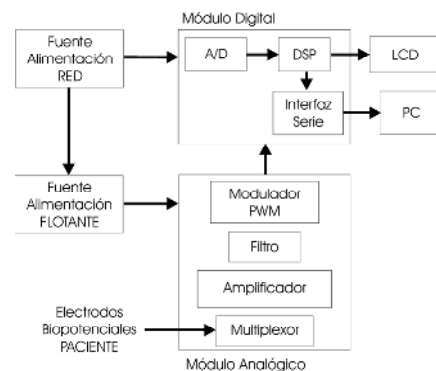 Módulo Digital
Fuente
Alimentación
RED
A/D
DSP
LCD
Interfaz
Serie
PC
Fuente
Alimentación
FLOTANTE
Modulador
PWM
Filtro
Amplificador
Electrodos
Biopotenciales
PACIENTE
Multiplexor
Módulo Analógico